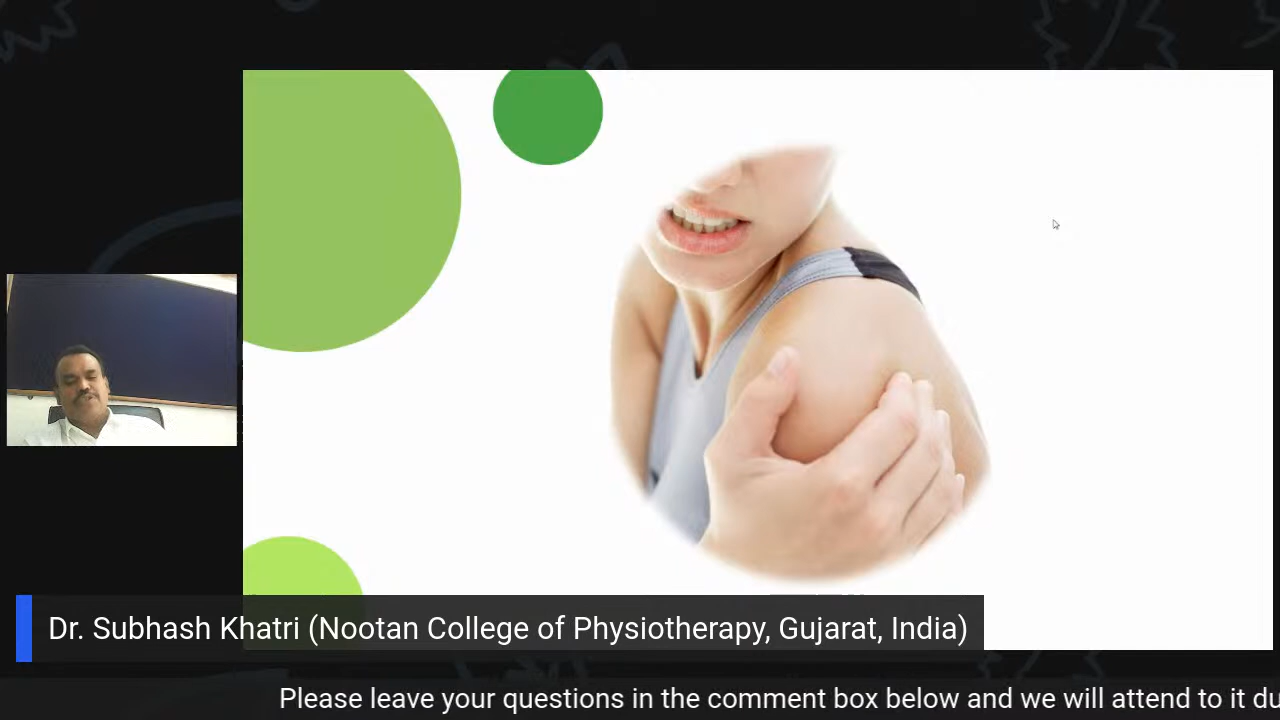 Dr. Subhash Khatri (Nootan College of Physiotherapy, Gujarat, India)
Please leave your questions in the comment box below and we will attend to it du